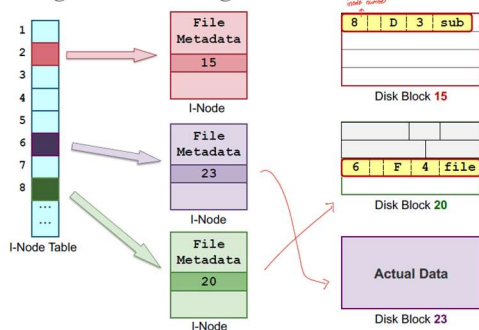 inode number
1
2
3
4
5
6
7
8
...
...
I-Node Table
File
Metadata
15
I-Node
File
Metadata
23
I-Node
File
Metadata
20
I-Node
8 D 3 sub
Disk Block 15
6 F 4 file
Disk Block 20
Actual Data
Disk Block 23